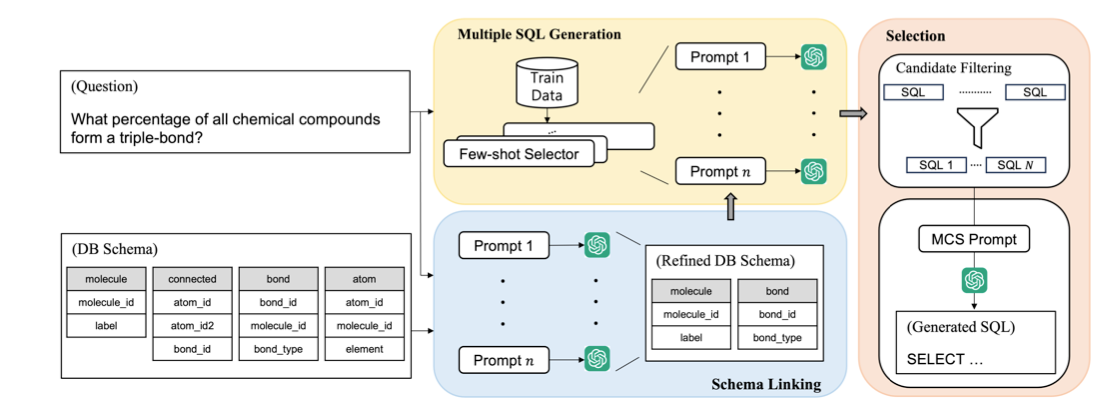 (Question)
What percentage of all chemical compounds
form a triple-bond?
(DB Schema)
molecule connected bond atom
molecule_id atom_id bond_id atom_id
label atom_id2 molecule_id molecule_id
bond_id bond_type element
Multiple SQL Generation
Train
Data
...
Few-shot Selector
Prompt 1
Prompt n
Prompt 1
Prompt n
(Refined DB Schema)
molecule bond
molecule_id bond_id
label bond_type
Schema Linking
Selection
Candidate Filtering
SQL ........... SQL
SQL 1 .... SQL N
MCS Prompt
(Generated SQL)
SELECT ...